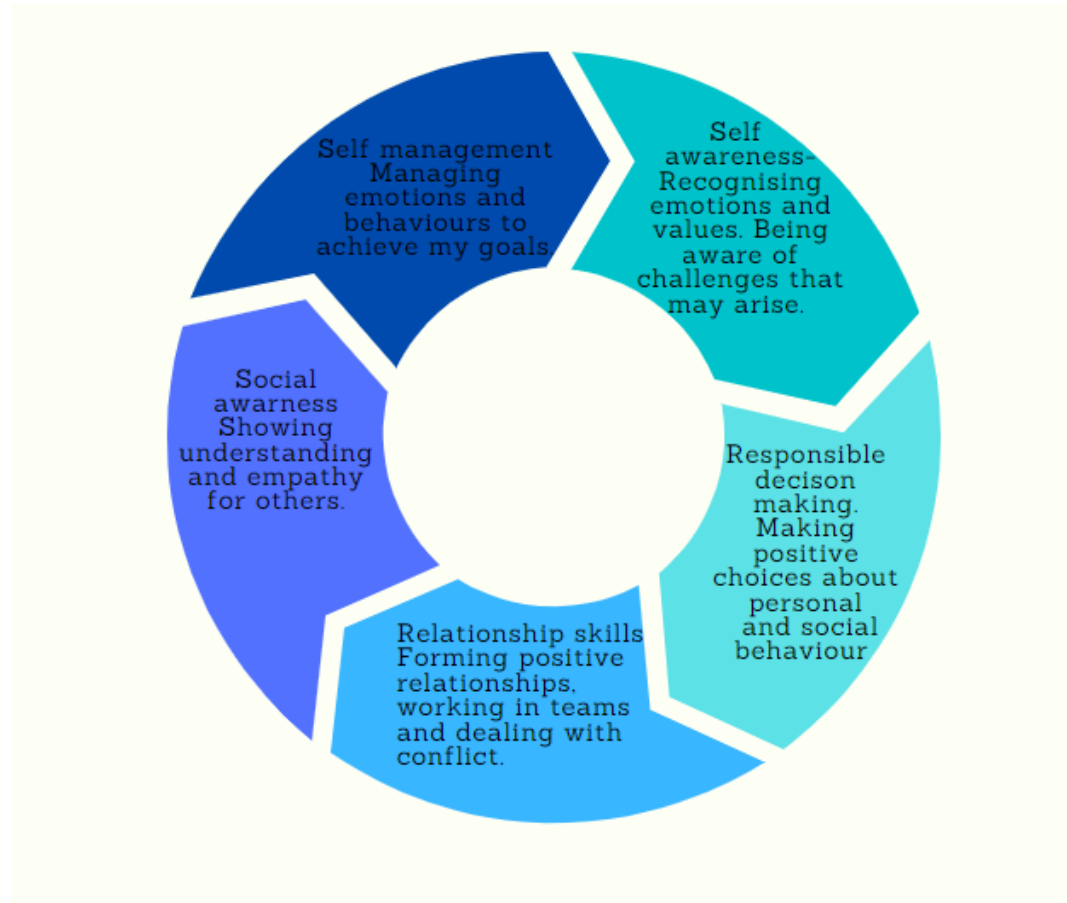 Self management
Managing
emotions and
behaviours to
achieve my goals.
Self
awareness-
Recognising
emotions and
values. Being
aware of
challenges that
may arise.
Responsible
decison
making.
Making
positive
choices about
personal
and social
behaviour
Relationship skills
Forming positive
relationships,
working in teams
and dealing with
conflict.
Social
awarness
Showing
understanding
and empathy
for others.